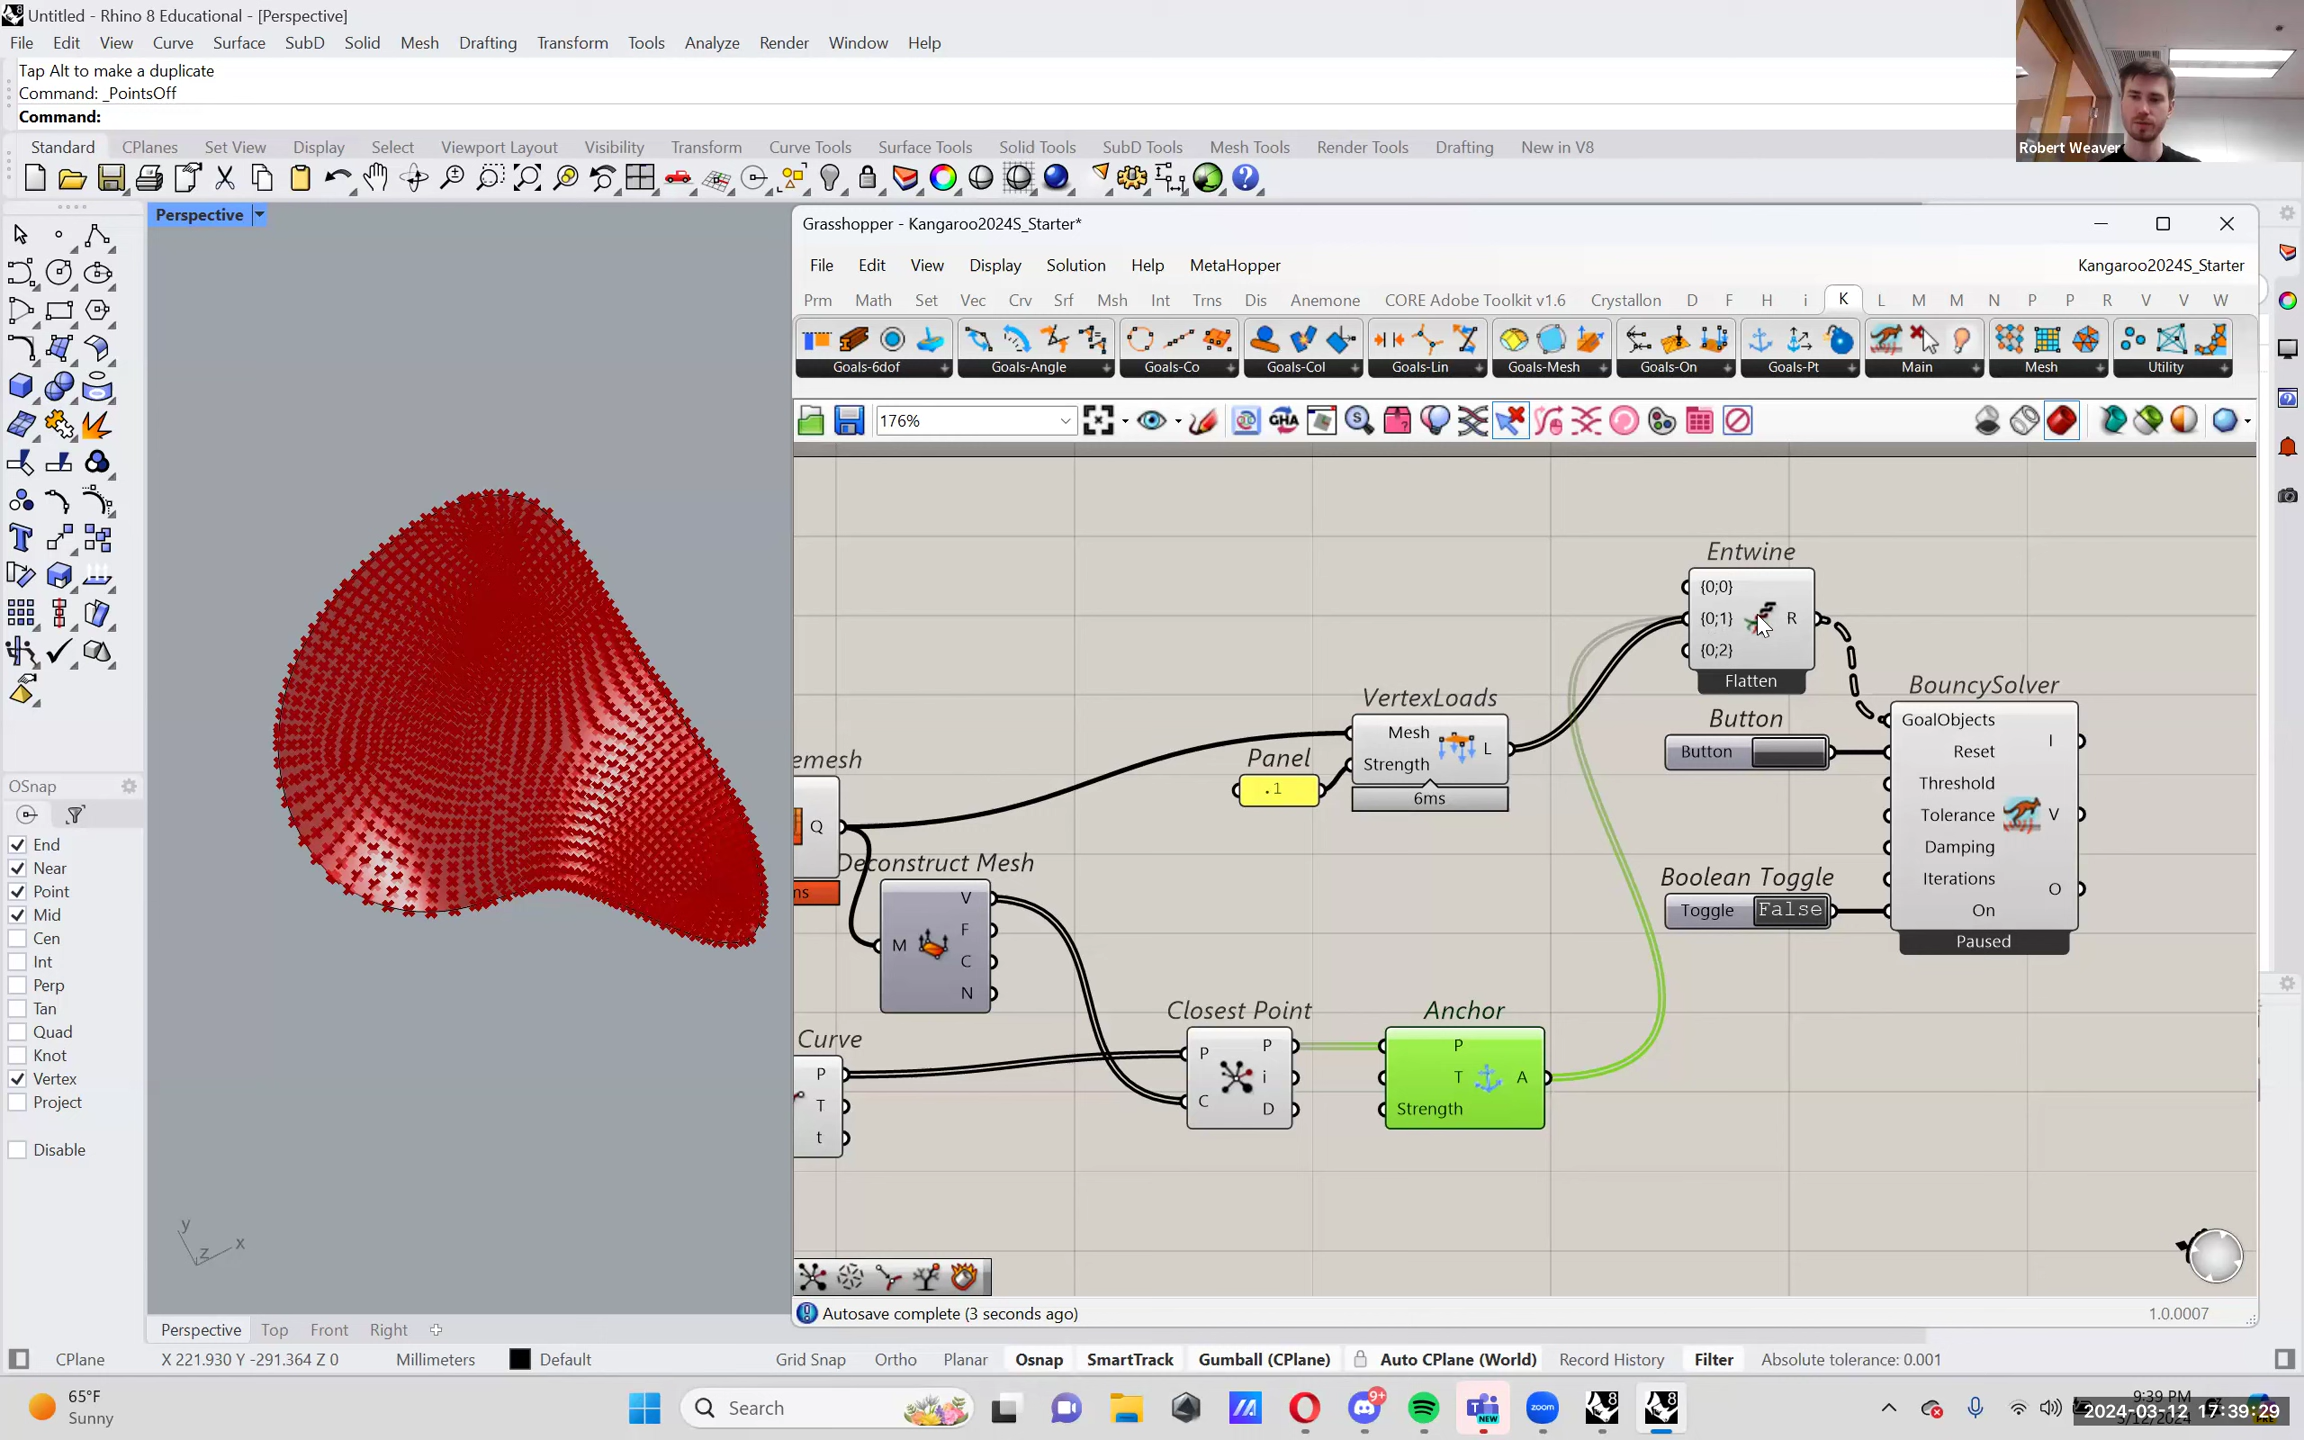 Untitled - Rhino 8 Educational - [Perspective]
File Edit View Curve Surface SubD Solid Mesh Drafting Transform Tools Analyze Render Window Help
Tap Alt to make a duplicate
Command: _PointsOff
Command:
Robert Weaver
Standard CPlanes Set View Display Select Viewport Layout Visibility Transform Curve Tools Surface Tools Solid Tools SubD Tools Mesh Tools Render Tools Drafting New in V8
Perspective
Grasshopper - Kangaroo2024S_Starter*
File Edit View Display Solution Help MetaHopper
Kangaroo2024S_Starter
Prm Math Set Vec Crv Srf Msh Int Trns Dis Anemone CORE Adobe Toolkit v1.6 Crystallon D F H i K L M M N P P R V V W
Goals-6dof Goals-Angle Goals-Co Goals-Col Goals-Lin Goals-Mesh Goals-On Goals-Pt Main Mesh Utility
176%
GHA
Entwine
{0;0}
{0;1} R
{0;2}
Flatten
VertexLoads
Mesh
Strength L
6ms
Panel
.1
Button
Button
BouncySolver
GoalObjects
Reset
Threshold
Tolerance
Damping
Iterations
On
I
V
O
Paused
Boolean Toggle
Toggle False
emesh
Q
ms
Deconstruct Mesh
M
V
F
C
N
Curve
P
T
t
Closest Point
P
C
P
i
D
Anchor
P
T A
Strength
OSnap
End
Near
Point
Mid
Cen
Int
Perp
Tan
Quad
Knot
Vertex
Project
Disable
y
z x
Autosave complete (3 seconds ago)
1.0.0007
Perspective Top Front Right
CPlane X 221.930 Y -291.364 Z 0 Millimeters Default Grid Snap Ortho Planar Osnap SmartTrack Gumball (CPlane) Auto CPlane (World) Record History Filter Absolute tolerance: 0.001
65°F
Sunny
Search
9+
NEW
zoom
9:39 PM
2024-03-12 17:39:29